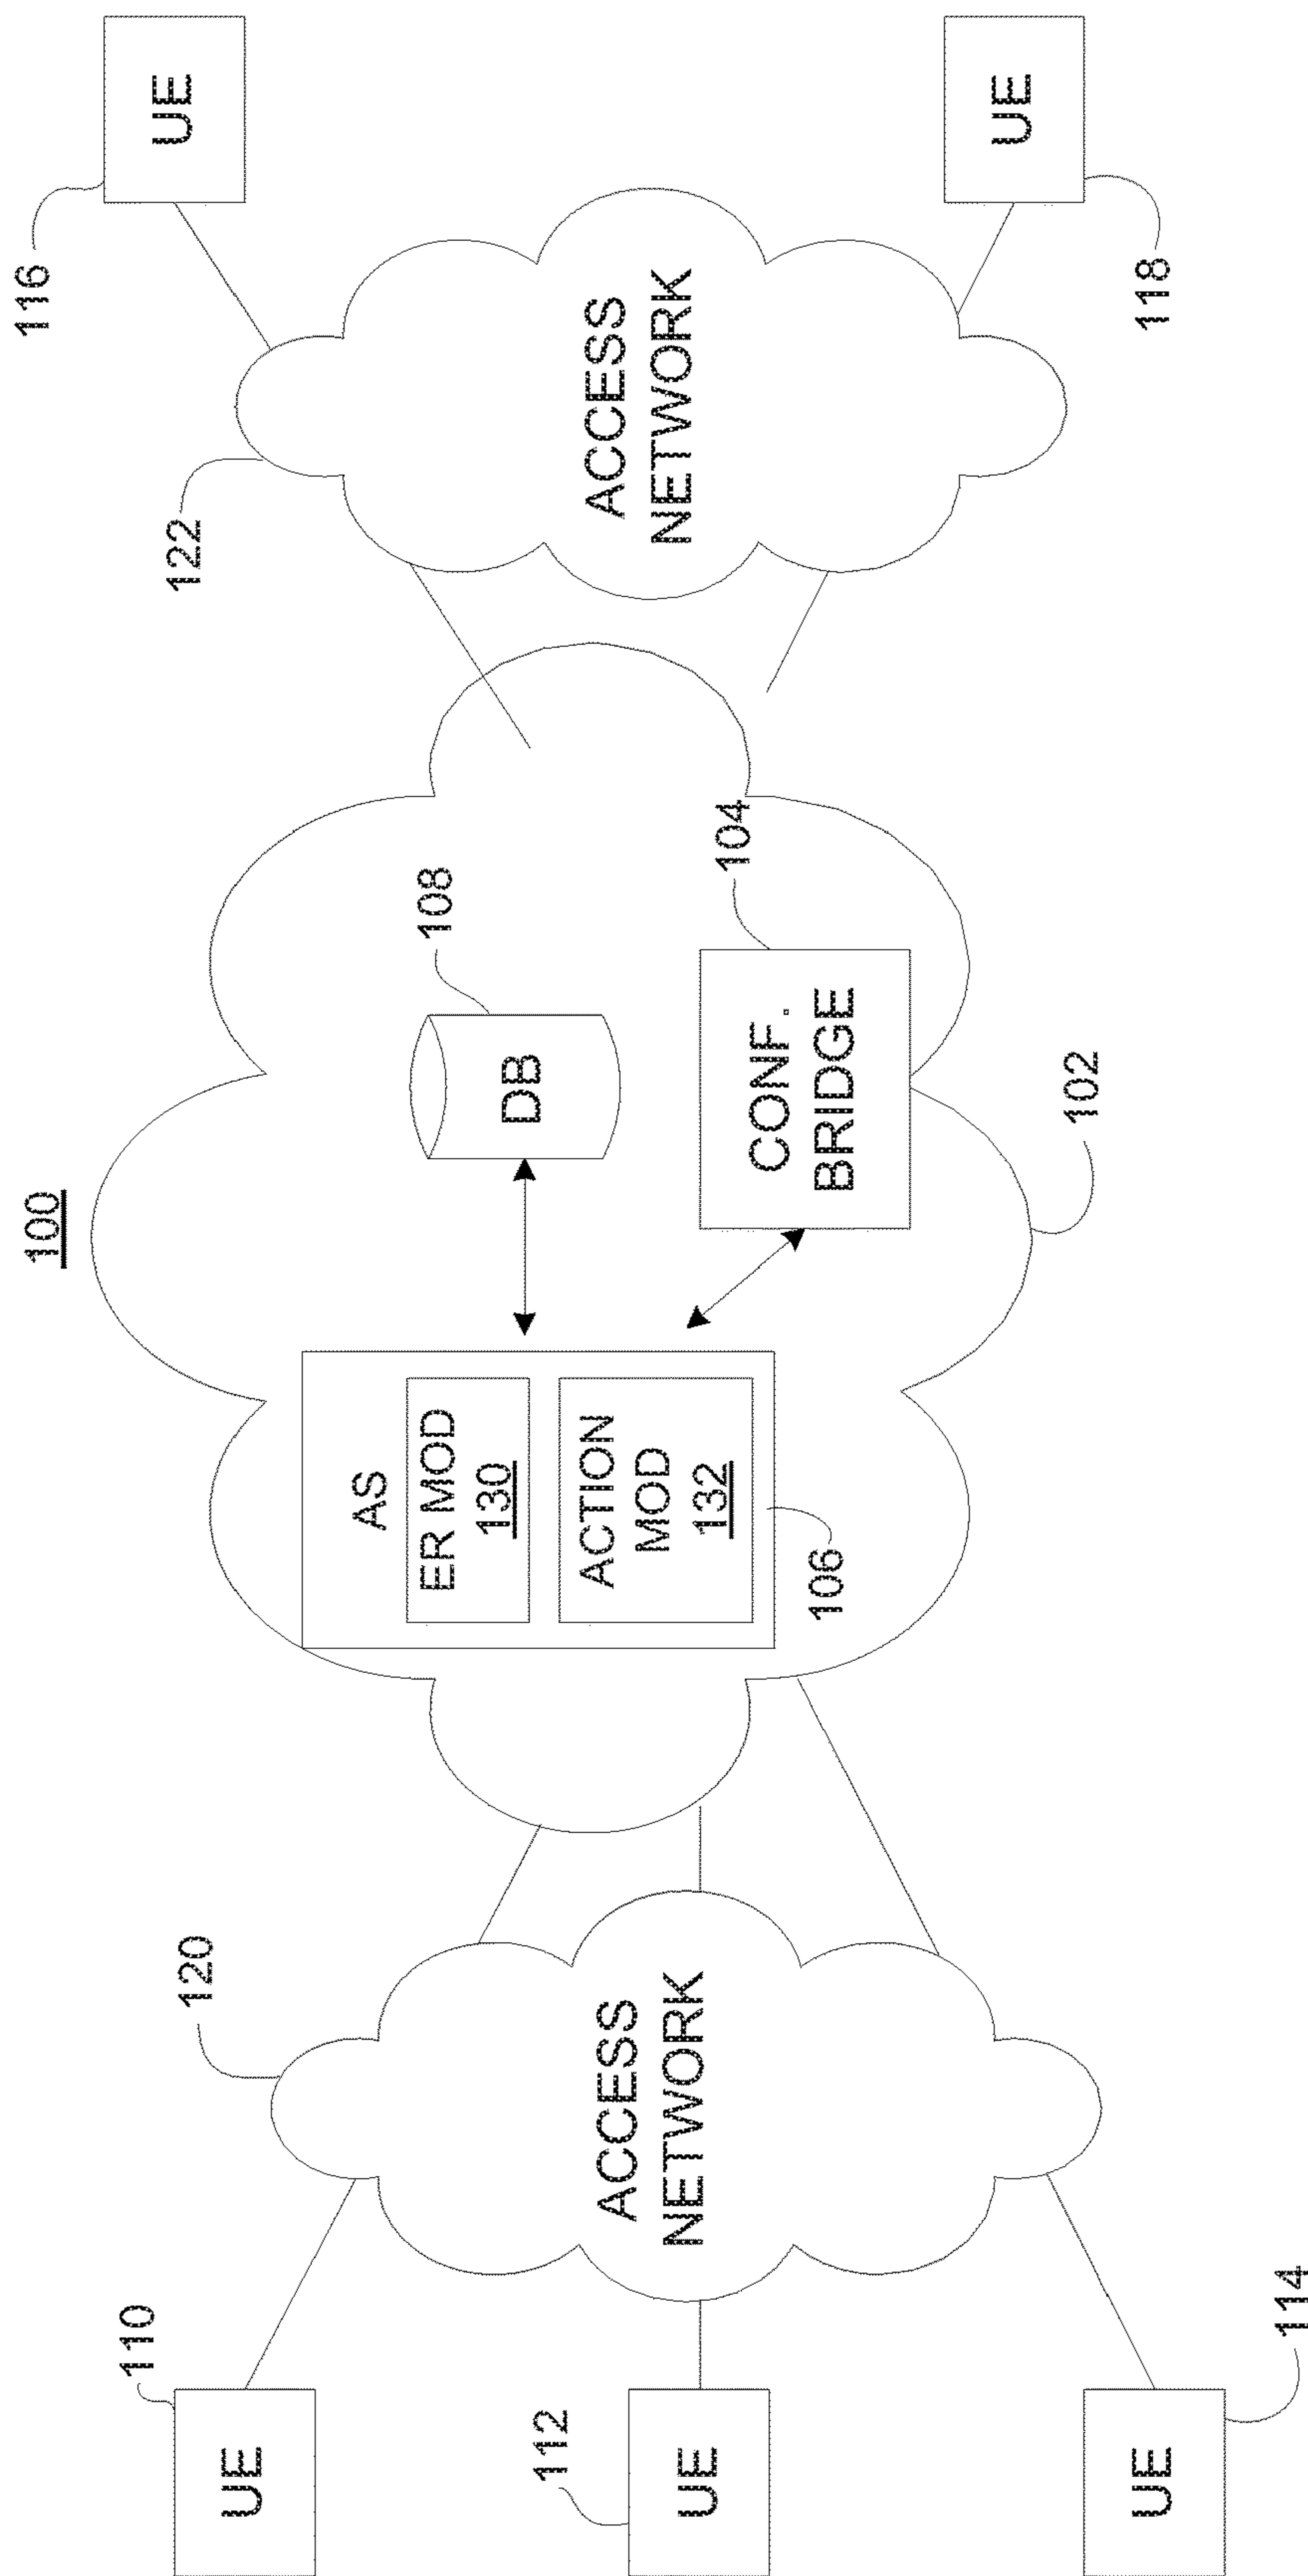 100
110
UE
112
UE
114
UE
120
ACCESS
NETWORK
AS
ER MOD
130
ACTION
MOD
132
106
DB
108
CONF.
BRIDGE
104
102
122
ACCESS
NETWORK
116
UE
118
UE